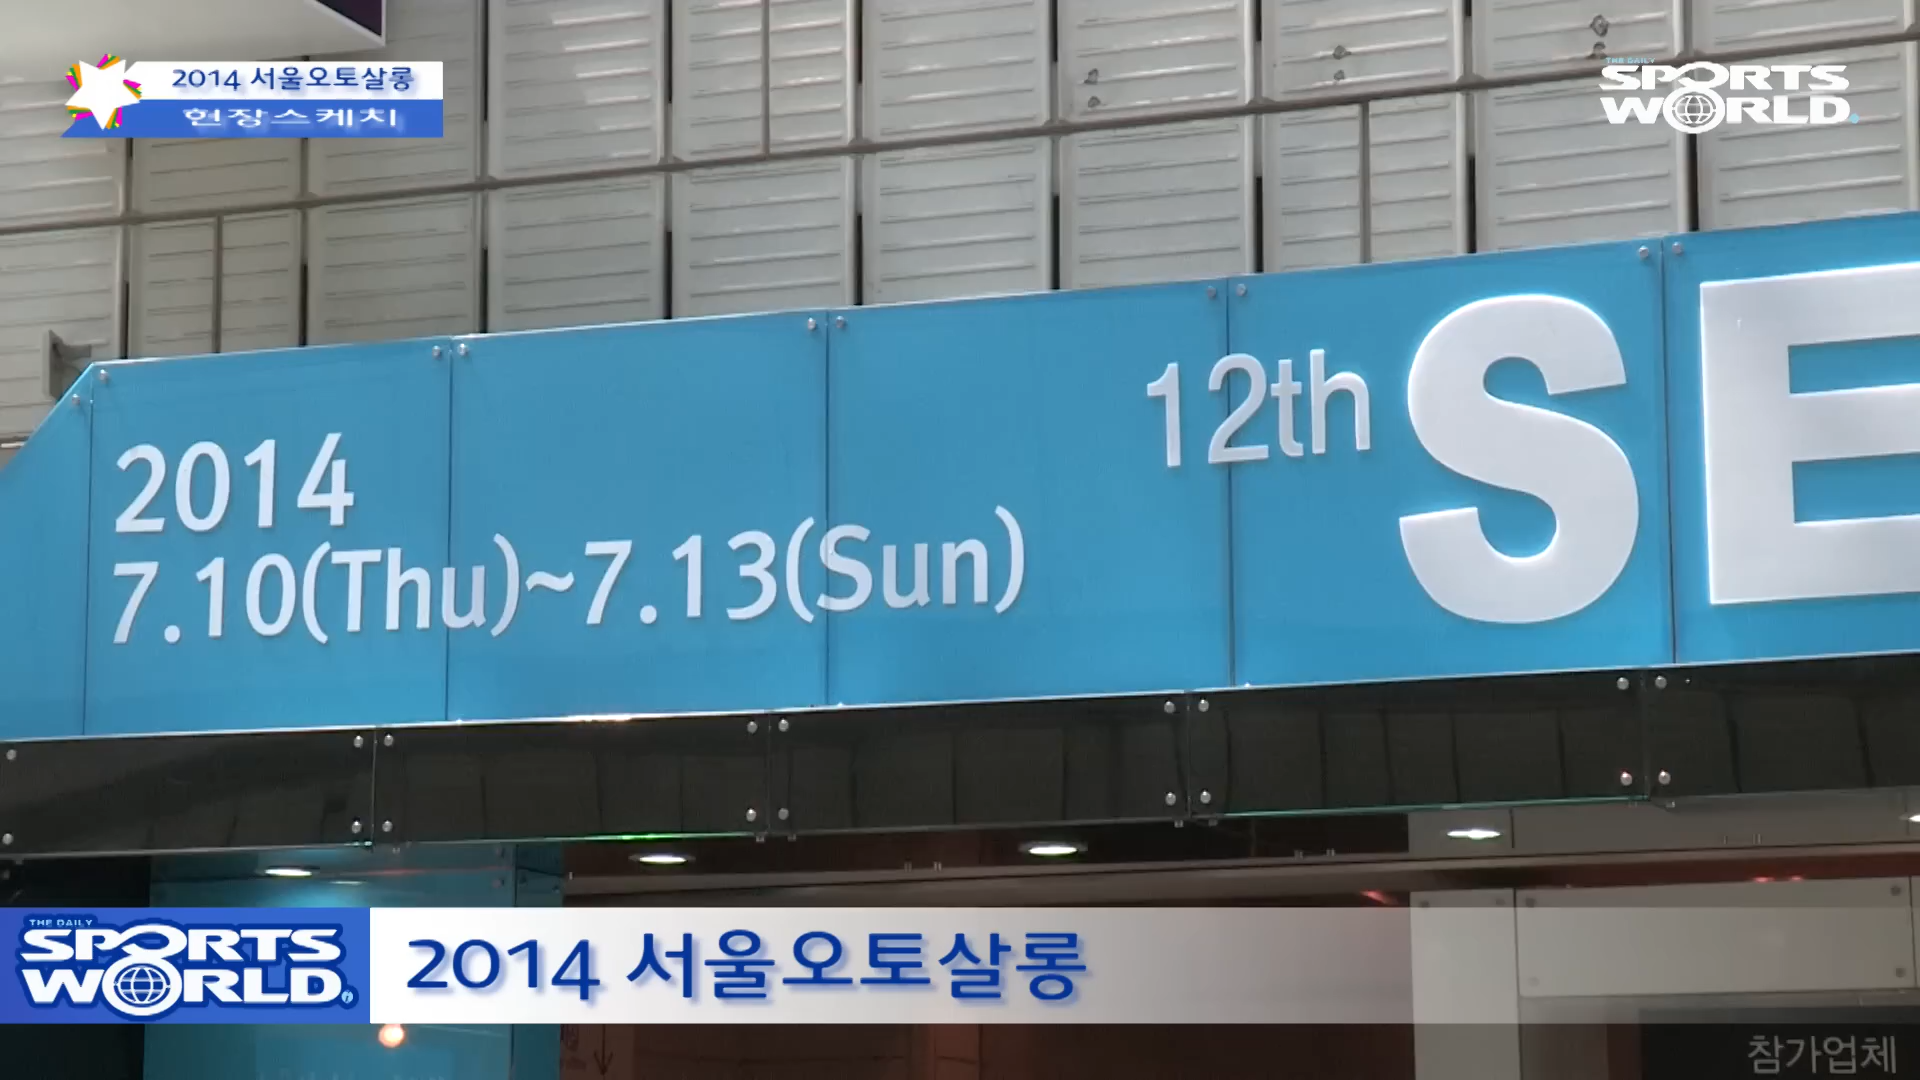 2014 서울오토살롱
현장스케치
THE DAILY
SPORTS
WORLD
12th SE
2014
7.10(Thu)~7.13(Sun)
THE DAILY
SPORTS
WORLD
2014 서울오토살롱
참가업체